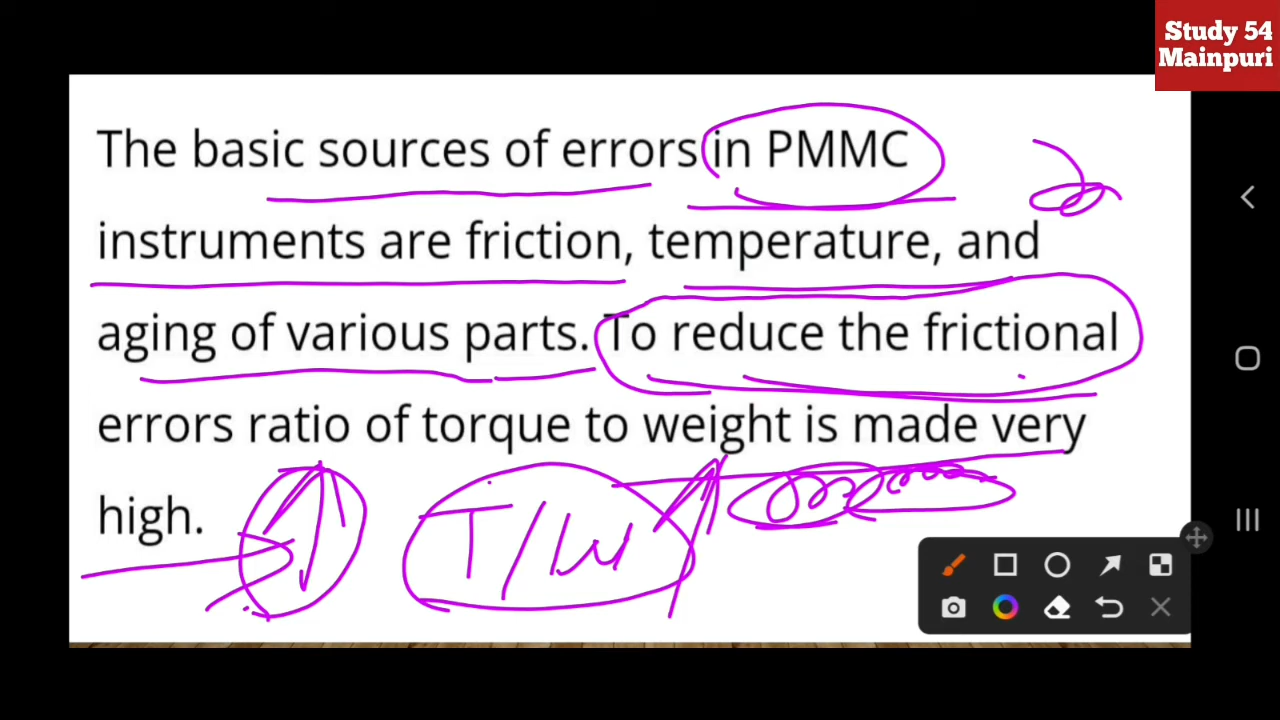 Study 54
Mainpuri
The basic sources of errors in PMMC
instruments are friction, temperature, and
aging of various parts. To reduce the frictional
errors ratio of torque to weight is made very
high.
T/W